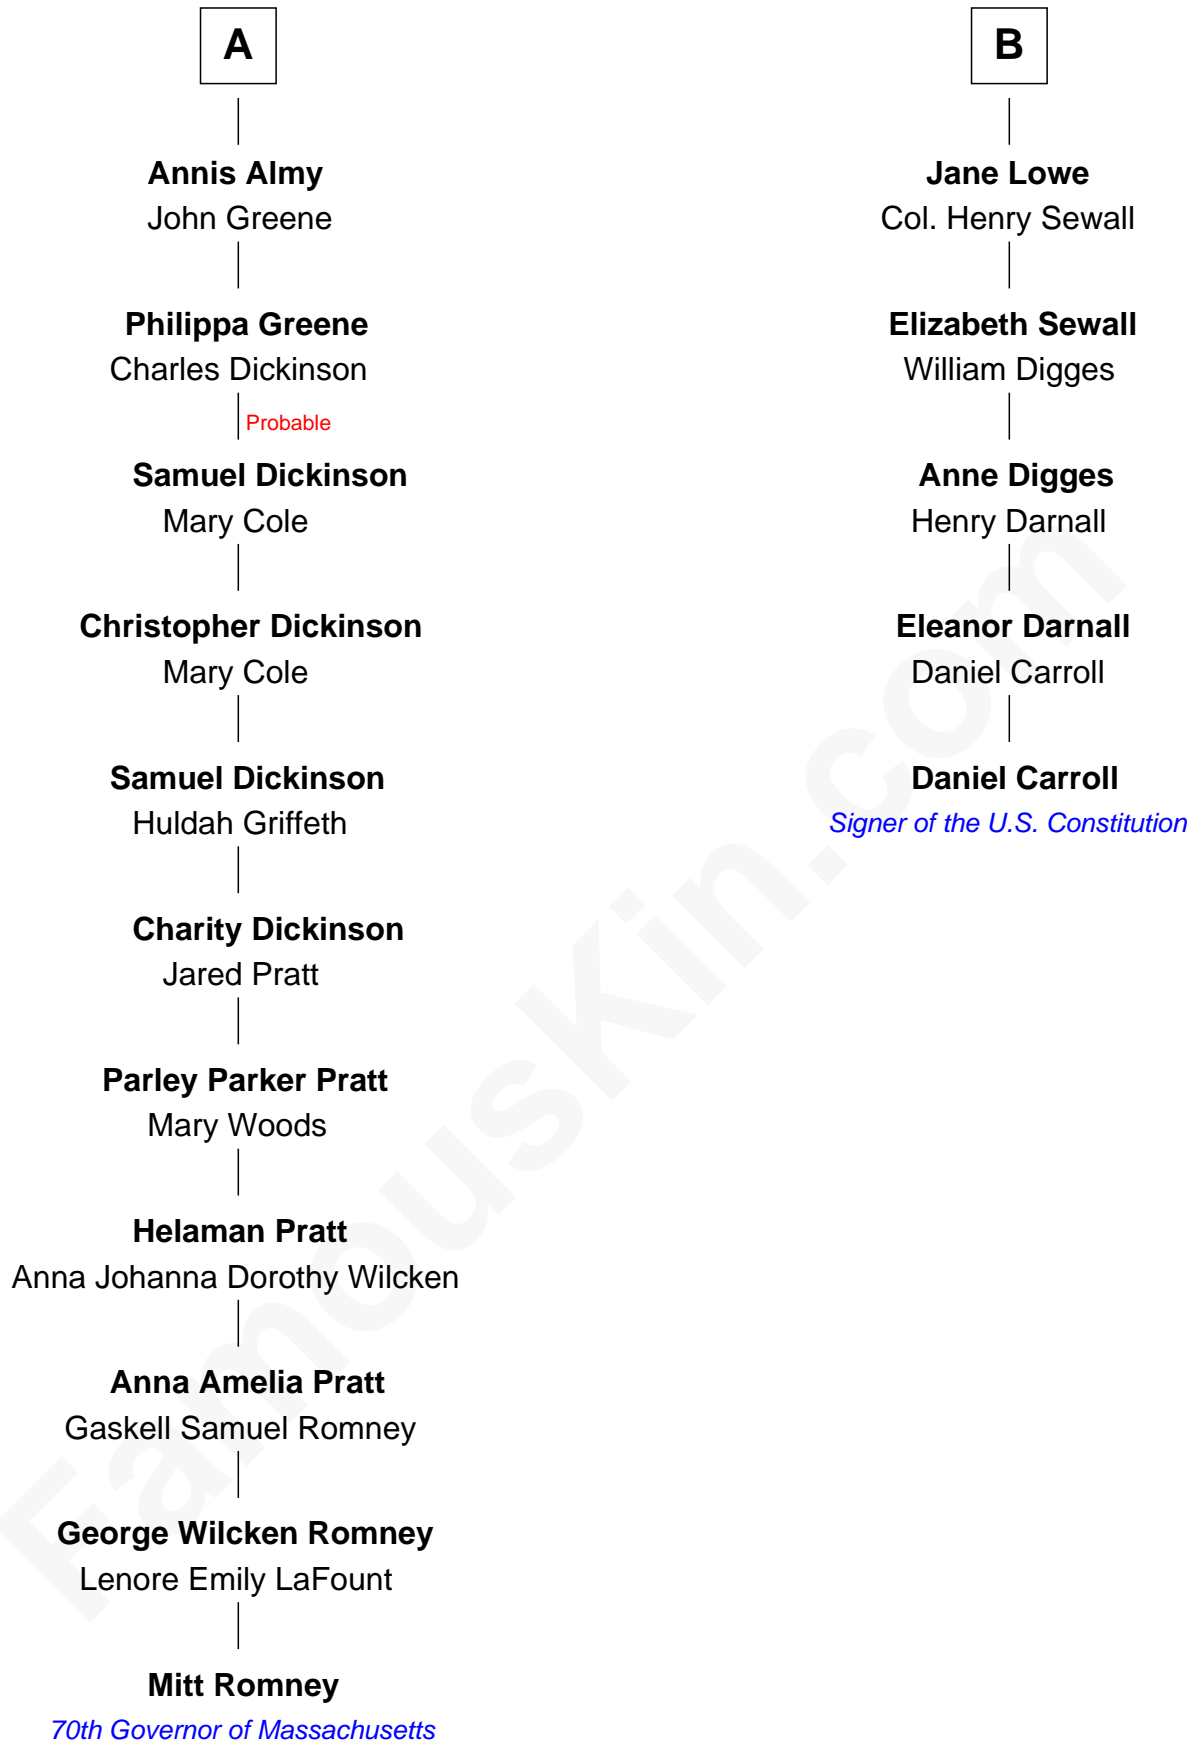 A
Annis Almy
John Greene
Philippa Greene
Charles Dickinson
Probable
Samuel Dickinson
Mary Cole
Christopher Dickinson
Mary Cole
Samuel Dickinson
Huldah Griffeth
Charity Dickinson
Jared Pratt
Parley Parker Pratt
Mary Woods
Helaman Pratt
Anna Johanna Dorothy Wilcken
Anna Amelia Pratt
Gaskell Samuel Romney
George Wilcken Romney
Lenore Emily LaFount
Mitt Romney
70th Governor of Massachusetts
B
Jane Lowe
Col. Henry Sewall
Elizabeth Sewall
William Digges
Anne Digges
Henry Darnall
Eleanor Darnall
Daniel Carroll
Daniel Carroll
Signer of the U.S. Constitution
FamousKin.com